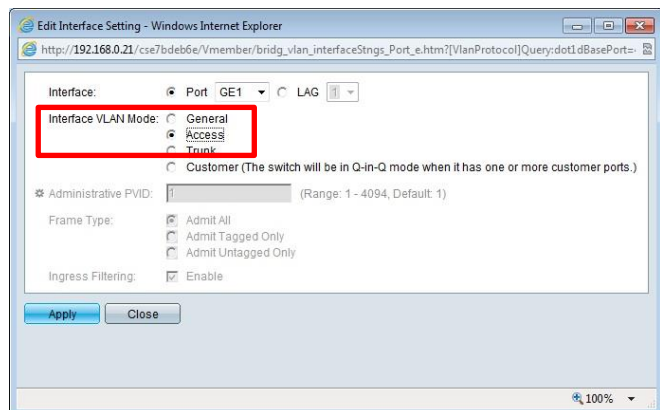 Edit Interface Setting - Windows Internet Explorer
http://192.168.0.21/cse7bdeb6e/Vmember/bridg_vlan_interfaceStngs_Port_e.htm?[VlanProtocol]Query:dot1dBasePort=
Interface: Port GE1 LAG 1
Interface VLAN Mode: General
Access
Trunk
Customer (The switch will be in Q-in-Q mode when it has one or more customer ports.)
Administrative PVID: 1 (Range: 1 - 4094, Default: 1)
Frame Type: Admit All
Admit Tagged Only
Admit Untagged Only
Ingress Filtering: Enable
Apply Close
100%